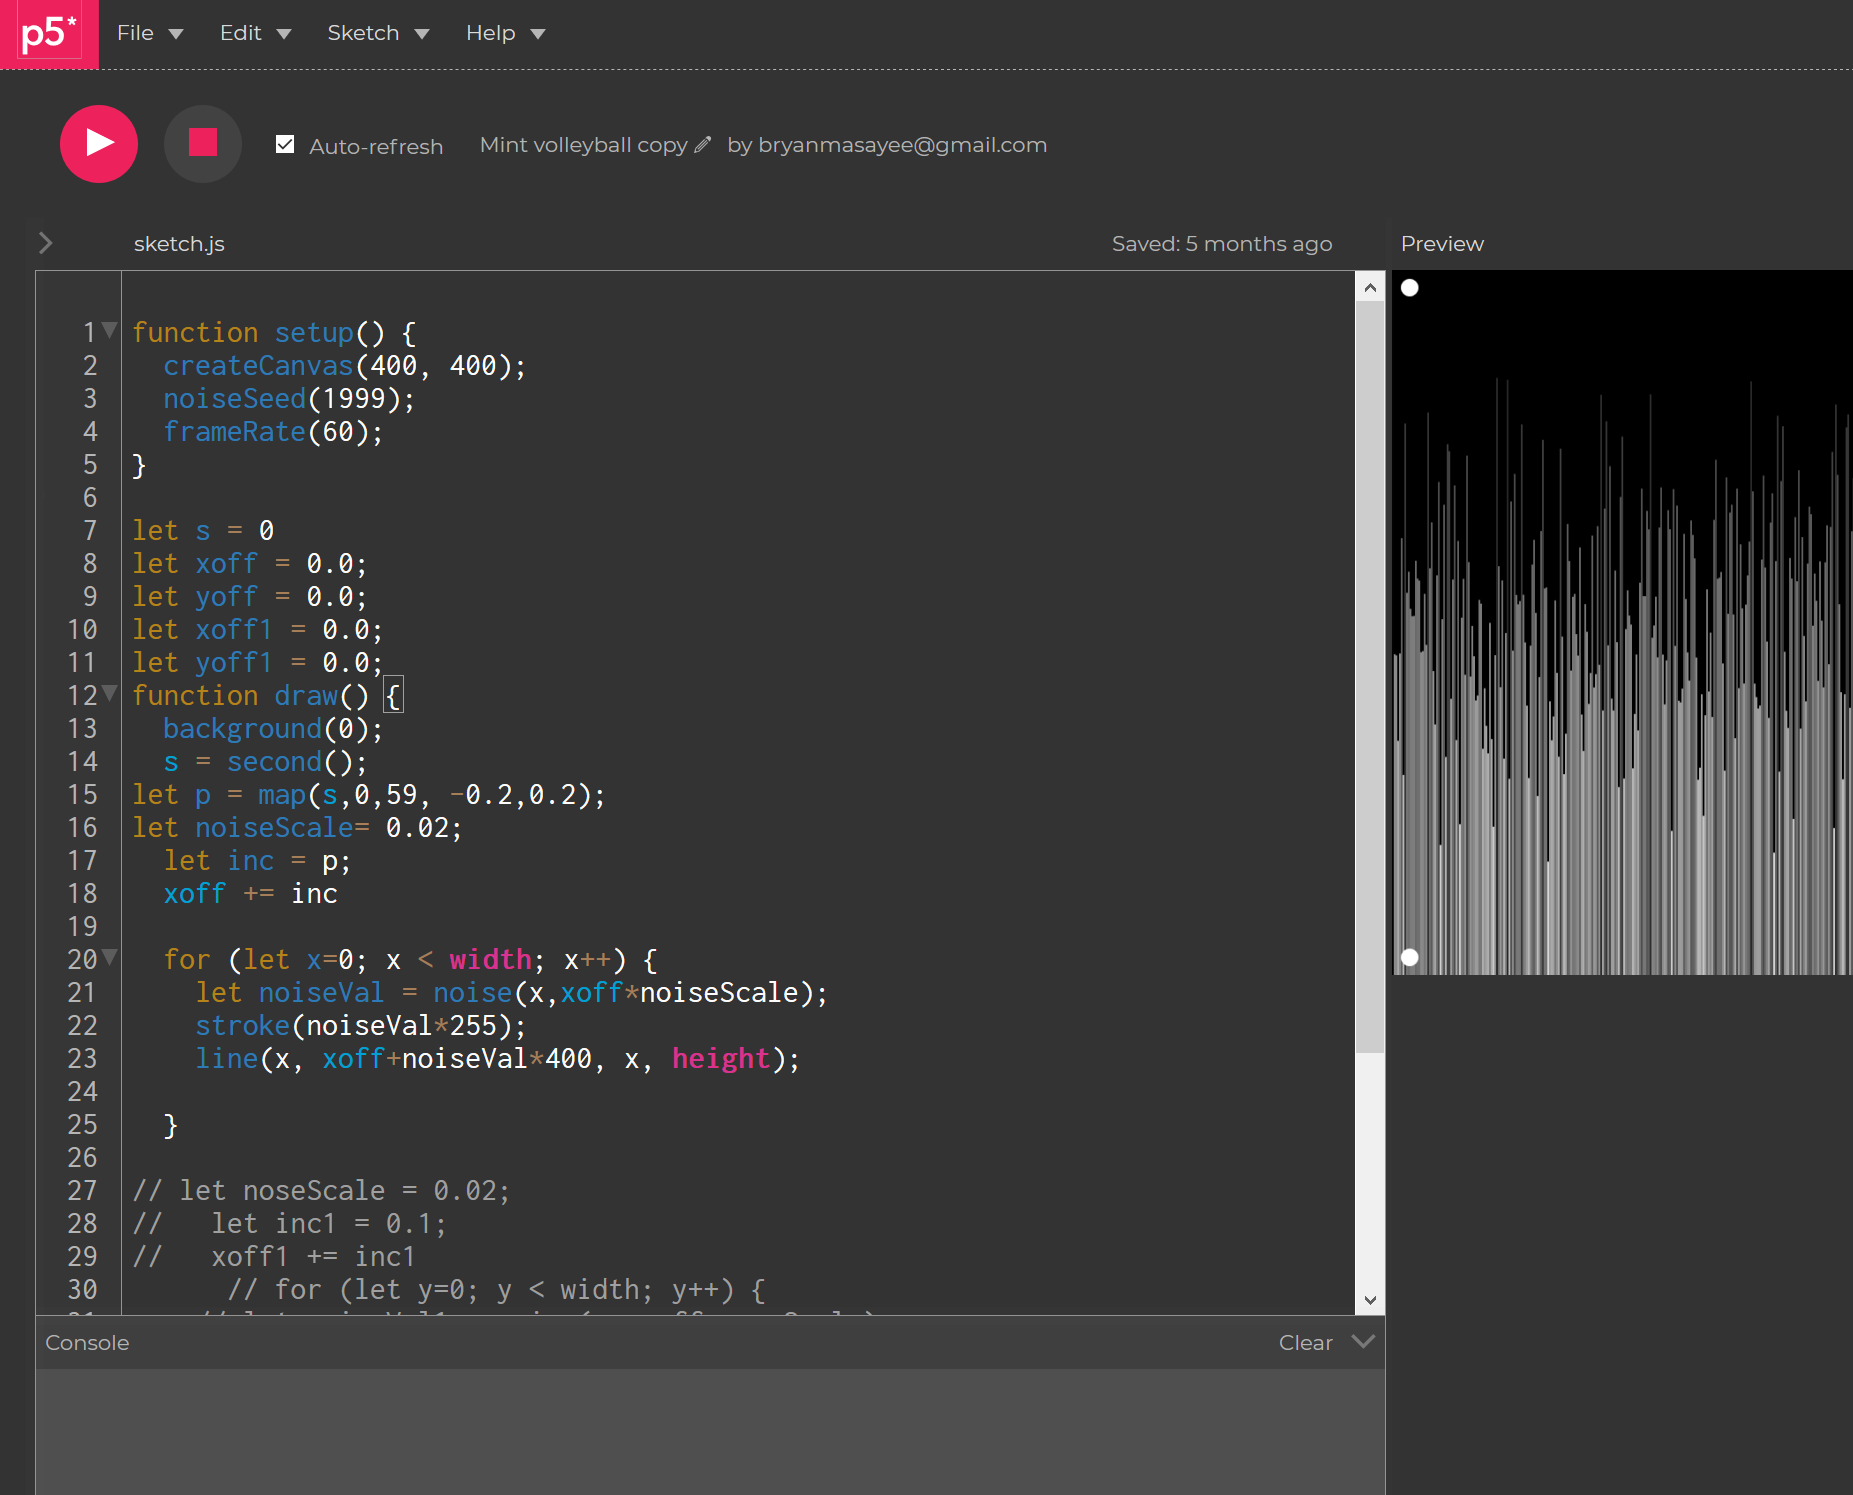 p5* File Edit Sketch Help
Auto-refresh Mint volleyball copy by bryanmasayee@gmail.com
sketch.js Saved: 5 months ago Preview
1 function setup() {
2 createCanvas(400, 400);
3 noiseSeed(1999);
4 frameRate(60);
5 }
6
7 let s = 0
8 let xoff = 0.0;
9 let yoff = 0.0;
10 let xoff1 = 0.0;
11 let yoff1 = 0.0;
12 function draw() {
13 background(0);
14 s = second();
15 let p = map(s,0,59, -0.2,0.2);
16 let noiseScale= 0.02;
17 let inc = p;
18 xoff += inc
19
20 for (let x=0; x < width; x++) {
21 let noiseVal = noise(x,xoff*noiseScale);
22 stroke(noiseVal*255);
23 line(x, xoff+noiseVal*400, x, height);
24
25 }
26
27 // let noseScale = 0.02;
28 // let inc1 = 0.1;
29 // xoff1 += inc1
30 // for (let y=0; y < width; y++) {
Console Clear